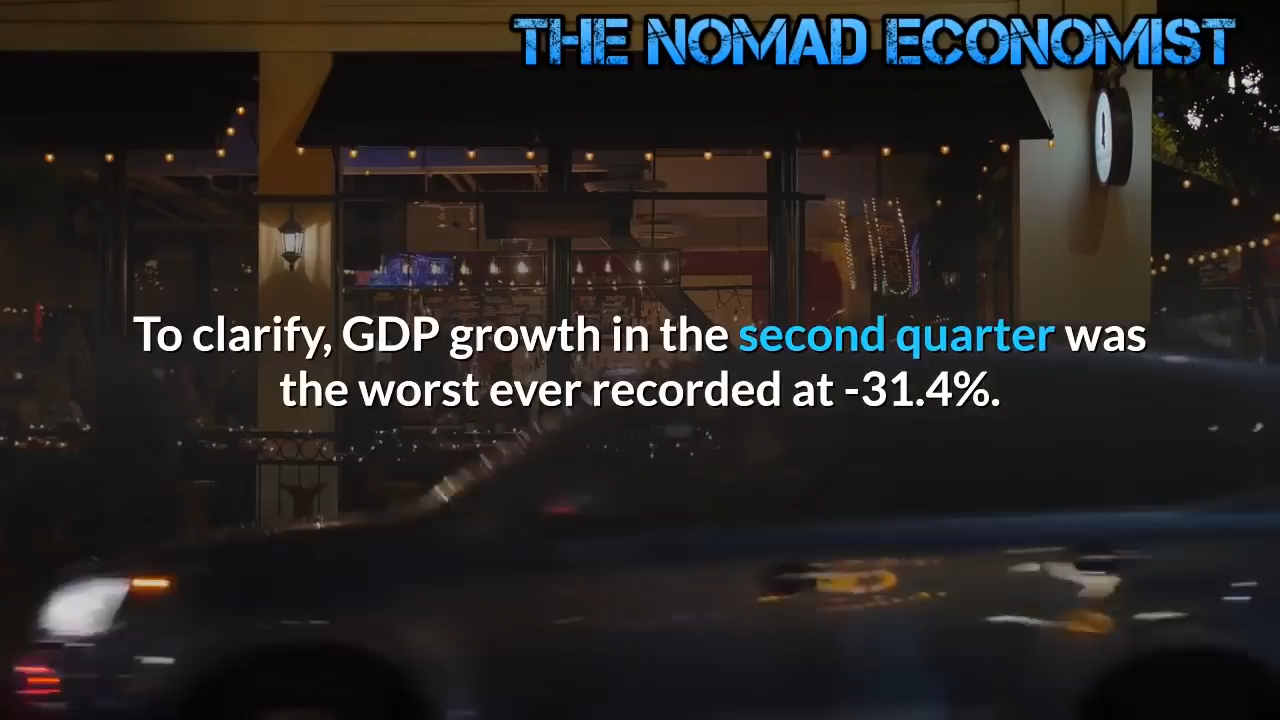 THE NOMAD ECONOMIST
To clarify, GDP growth in the second quarter was
the worst ever recorded at -31.4%.